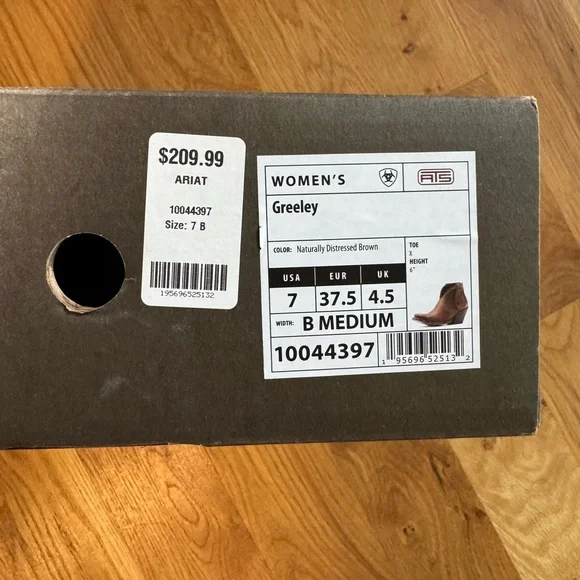 $209.99
ARIAT
10044397
Size: 7 B
195696525132
WOMEN'S
ATS
Greeley
COLOR: Naturally Distressed Brown
TOE
X
HEIGHT
6"
USA EUR UK
7 37.5 4.5
WIDTH: B MEDIUM
10044397
1 95696 52513 2